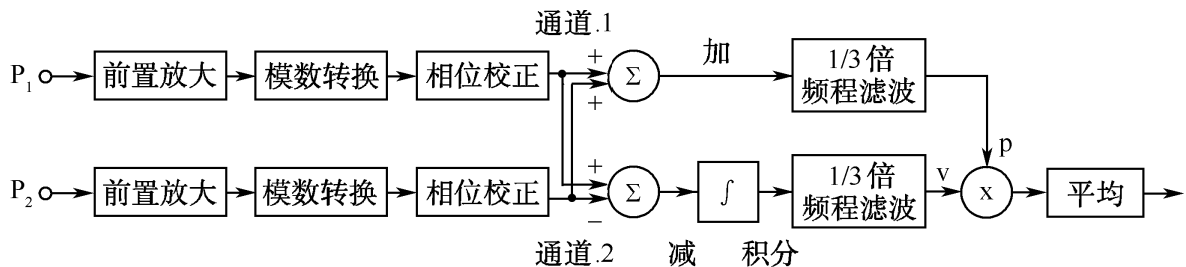 通道.1
P1
前置放大
模数转换
相位校正
+
+
Σ
加
1/3 倍
频程滤波
p
P2
前置放大
模数转换
相位校正
+
−
Σ
∫
1/3 倍
频程滤波
v
x
平均
通道.2
减
积分